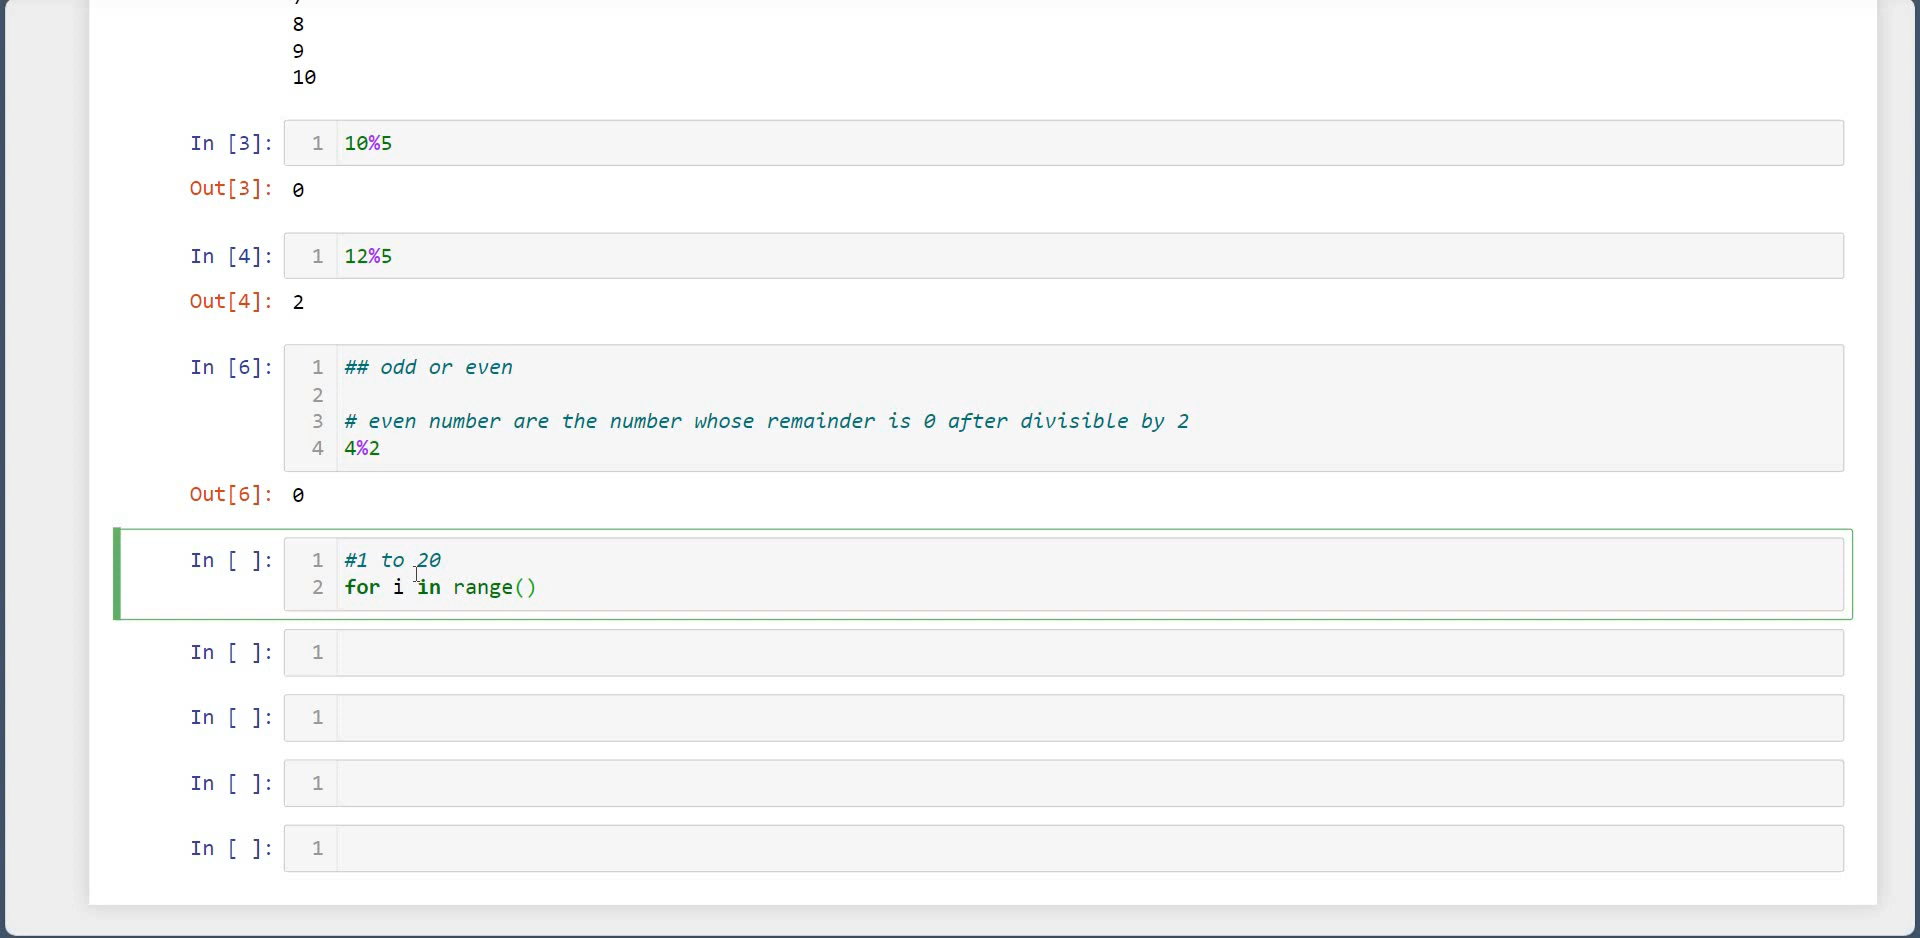 8
9
10
In [3]: 1 10%5
Out[3]: 0
In [4]: 1 12%5
Out[4]: 2
In [6]: 1 ## odd or even
2
3 # even number are the number whose remainder is 0 after divisible by 2
4 4%2
Out[6]: 0
In [ ]: 1 #1 to 20
2 for i in range()
In [ ]: 1
In [ ]: 1
In [ ]: 1
In [ ]: 1